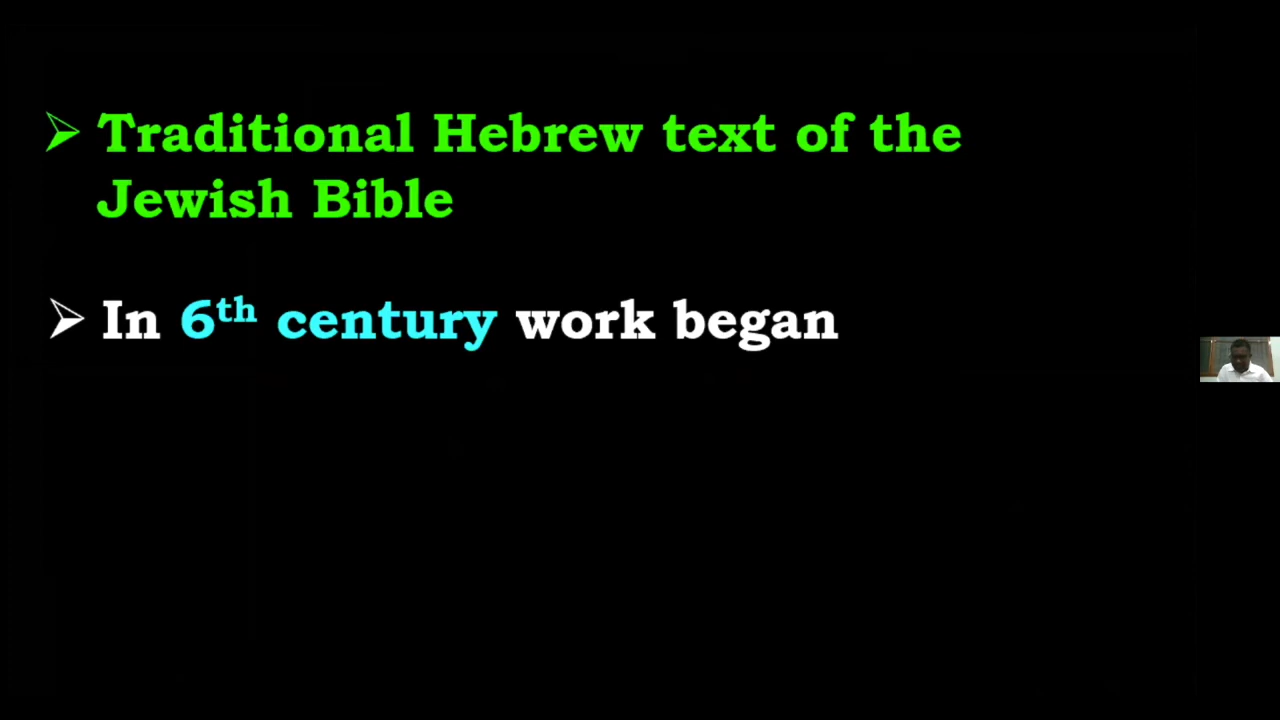 Traditional Hebrew text of the
Jewish Bible
In 6th century work began